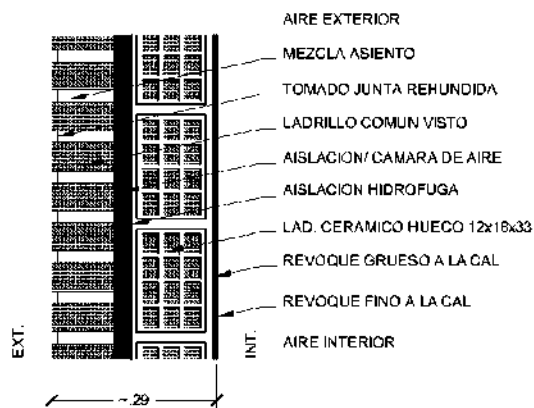 AIRE EXTERIOR
MEZCLA ASIENTO
TOMADO JUNTA REHUNDIDA
LADRILLO COMUN VISTO
AISLACION/ CAMARA DE AIRE
AISLACION HIDROFUGA
LAD. CERAMICO HUECO 12x18x33
REVOQUE GRUESO A LA CAL
REVOQUE FINO A LA CAL
AIRE INTERIOR
EXT.
INT.
~.29